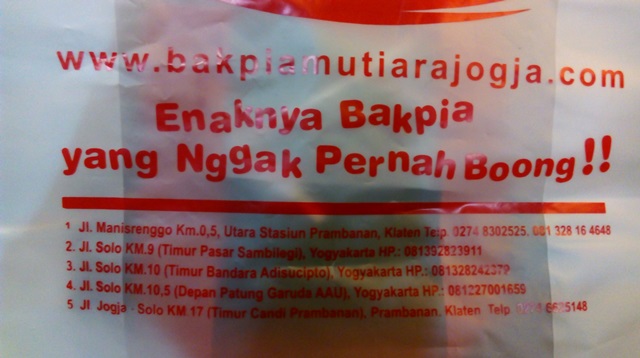 www.bakpiamutiarajogja.com
Enaknya Bakpia
yang Nggak Pernah Boong!!
1 Jl. Manisrenggo Km.0,5, Utara Stasiun Prambanan, Klaten Telp. 0274 8302525. 081 328 16 4648
2. Jl. Solo KM.9 (Timur Pasar Sambilegi), Yogyakarta HP.: 081392823911
3. Jl. Solo KM.10 (Timur Bandara Adisucipto), Yogyakarta HP.:
4. Jl. Solo KM.10,5 (Depan Patung Garuda AAU), Yogyakarta HP.: 081227001659
5 Jl. Jogja - Solo KM 17 (Timur Candi Prambanan), Prambanan. Klaten Telp.